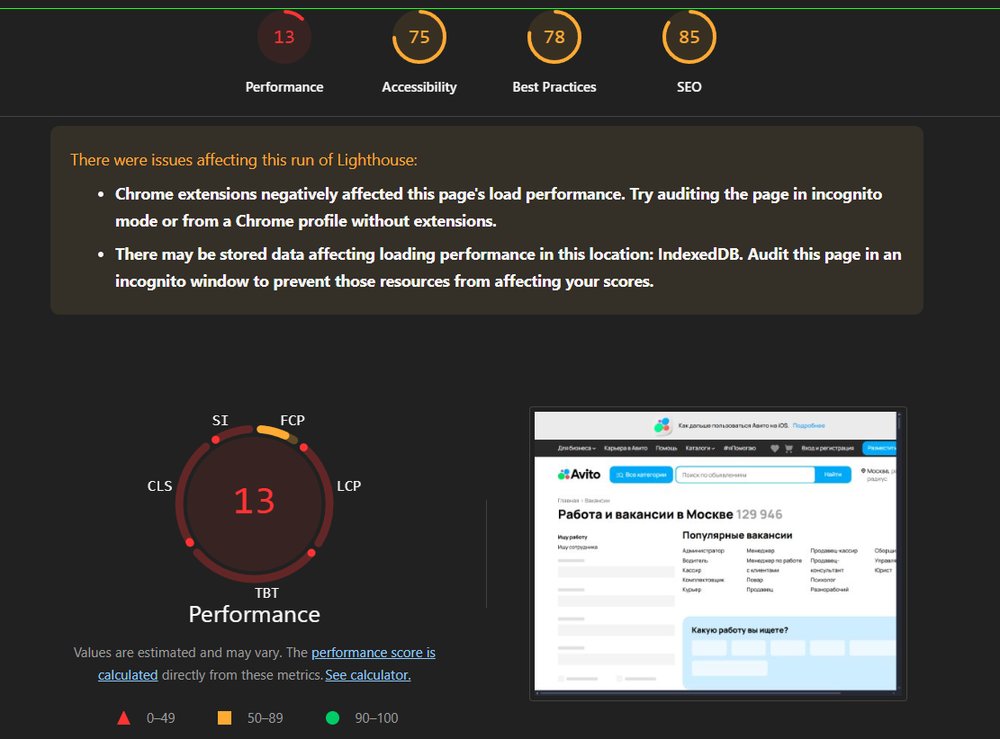 13
75
78
85
Performance
Accessibility
Best Practices
SEO
There were issues affecting this run of Lighthouse:
Chrome extensions negatively affected this page's load performance. Try auditing the page in incognito
mode or from a Chrome profile without extensions.
There may be stored data affecting loading performance in this location: IndexedDB. Audit this page in an
incognito window to prevent those resources from affecting your scores.
SI
FCP
CLS
LCP
13
TBT
Performance
Values are estimated and may vary. The performance score is
calculated directly from these metrics. See calculator.
0–49
50–89
90–100
Как дальше пользоваться Авито на iOS. Подробнее
Для бизнеса Карьера в Авито Помощь Каталоги #яПомогаю Вход и регистрация Разместить
Avito
Все категории
Поиск по объявлениям
Найти
Москва, ра
радиус
Главная · Вакансии
Работа и вакансии в Москве 129 946
Ищу работу
Ищу сотрудника
Популярные вакансии
Администратор
Водитель
Кассир
Комплектовщик
Курьер
Менеджер
Менеджер по работе
с клиентами
Повар
Продавец
Продавец-кассир
Продавец-
консультант
Психолог
Разнорабочий
Сборщи
Управля
Юрист
Какую работу вы ищете?